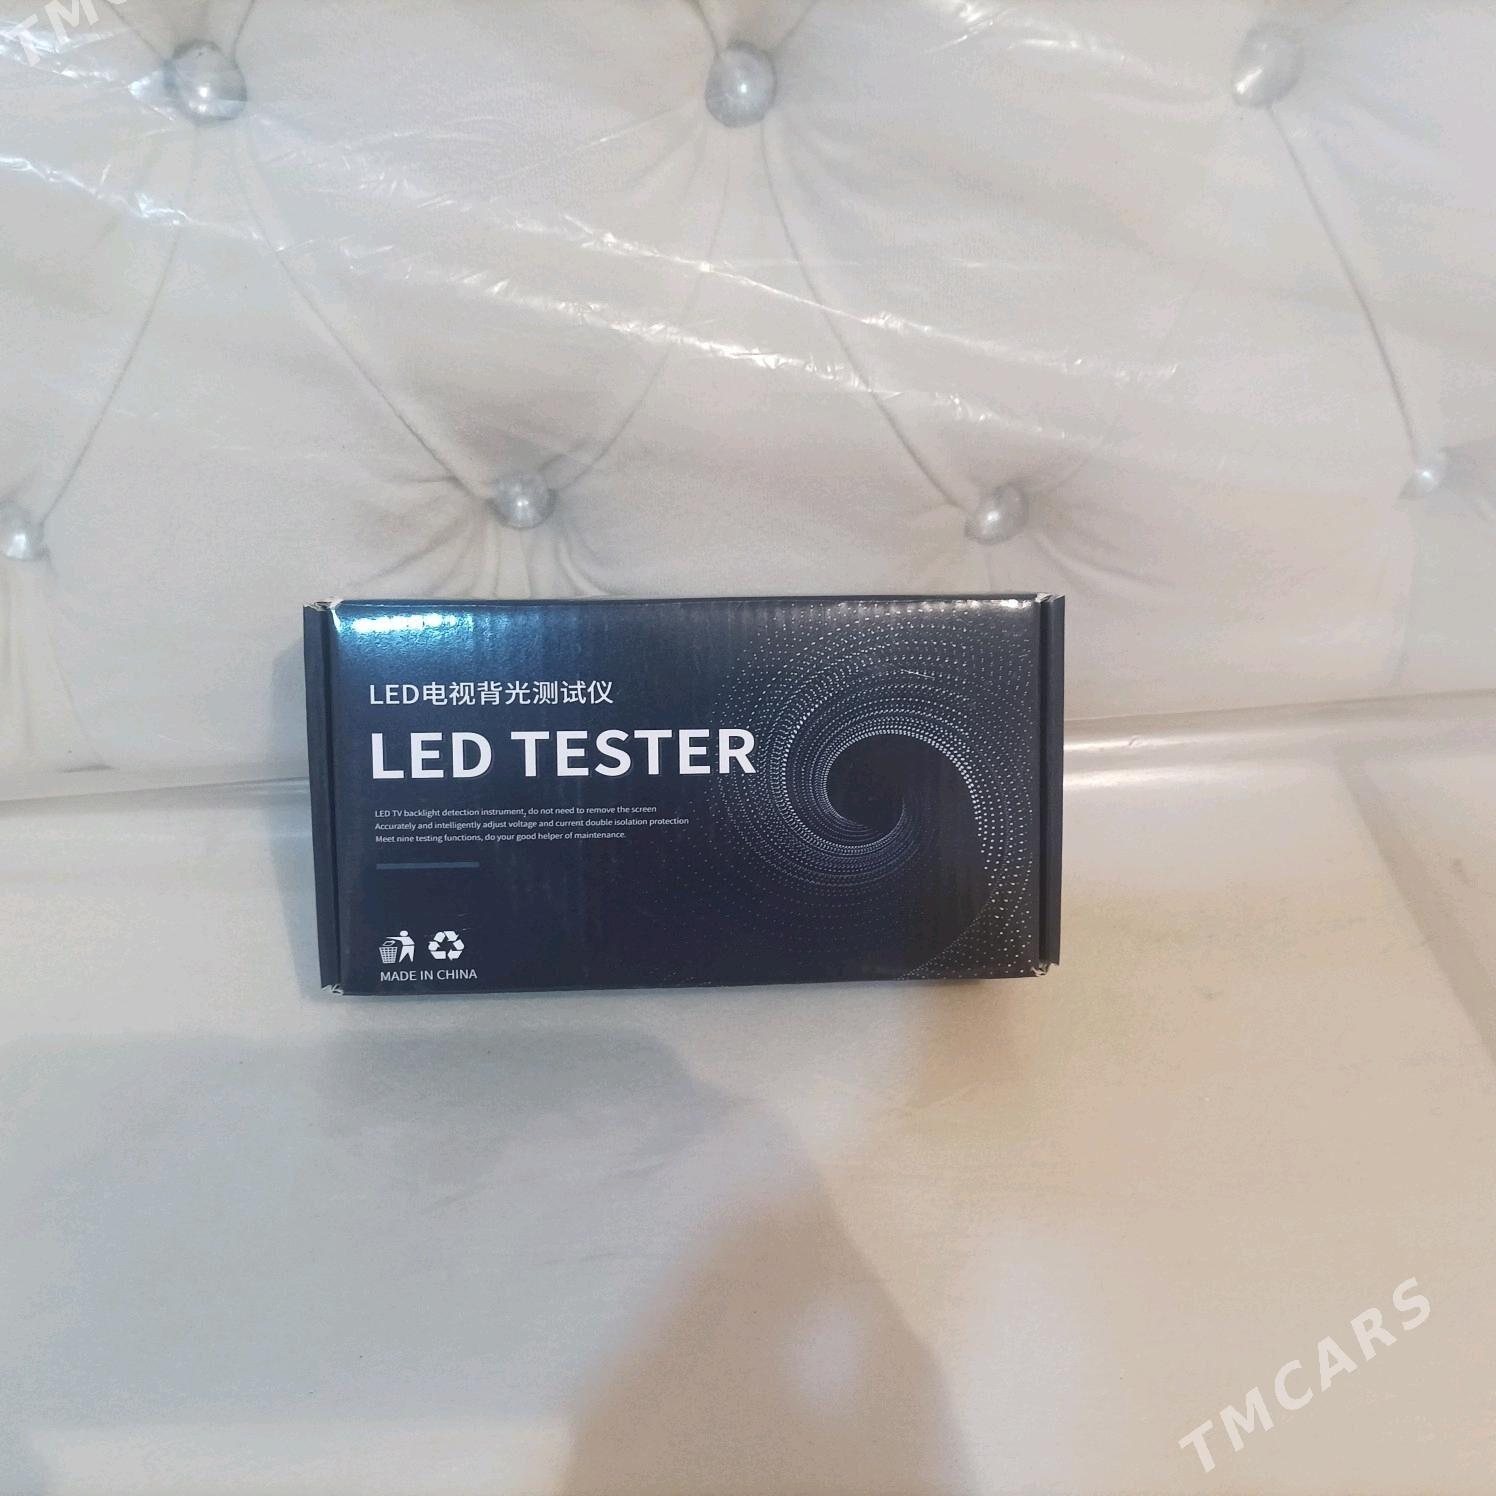 TMC
LED电视背光测试仪
LED TESTER
LED TV backlight detection instrument, do not need to remove the screen
Accurately and intelligently adjust voltage and current double isolation protection
Meet nine testing functions, do your good helper of maintenance.
MADE IN CHINA
TMCARS